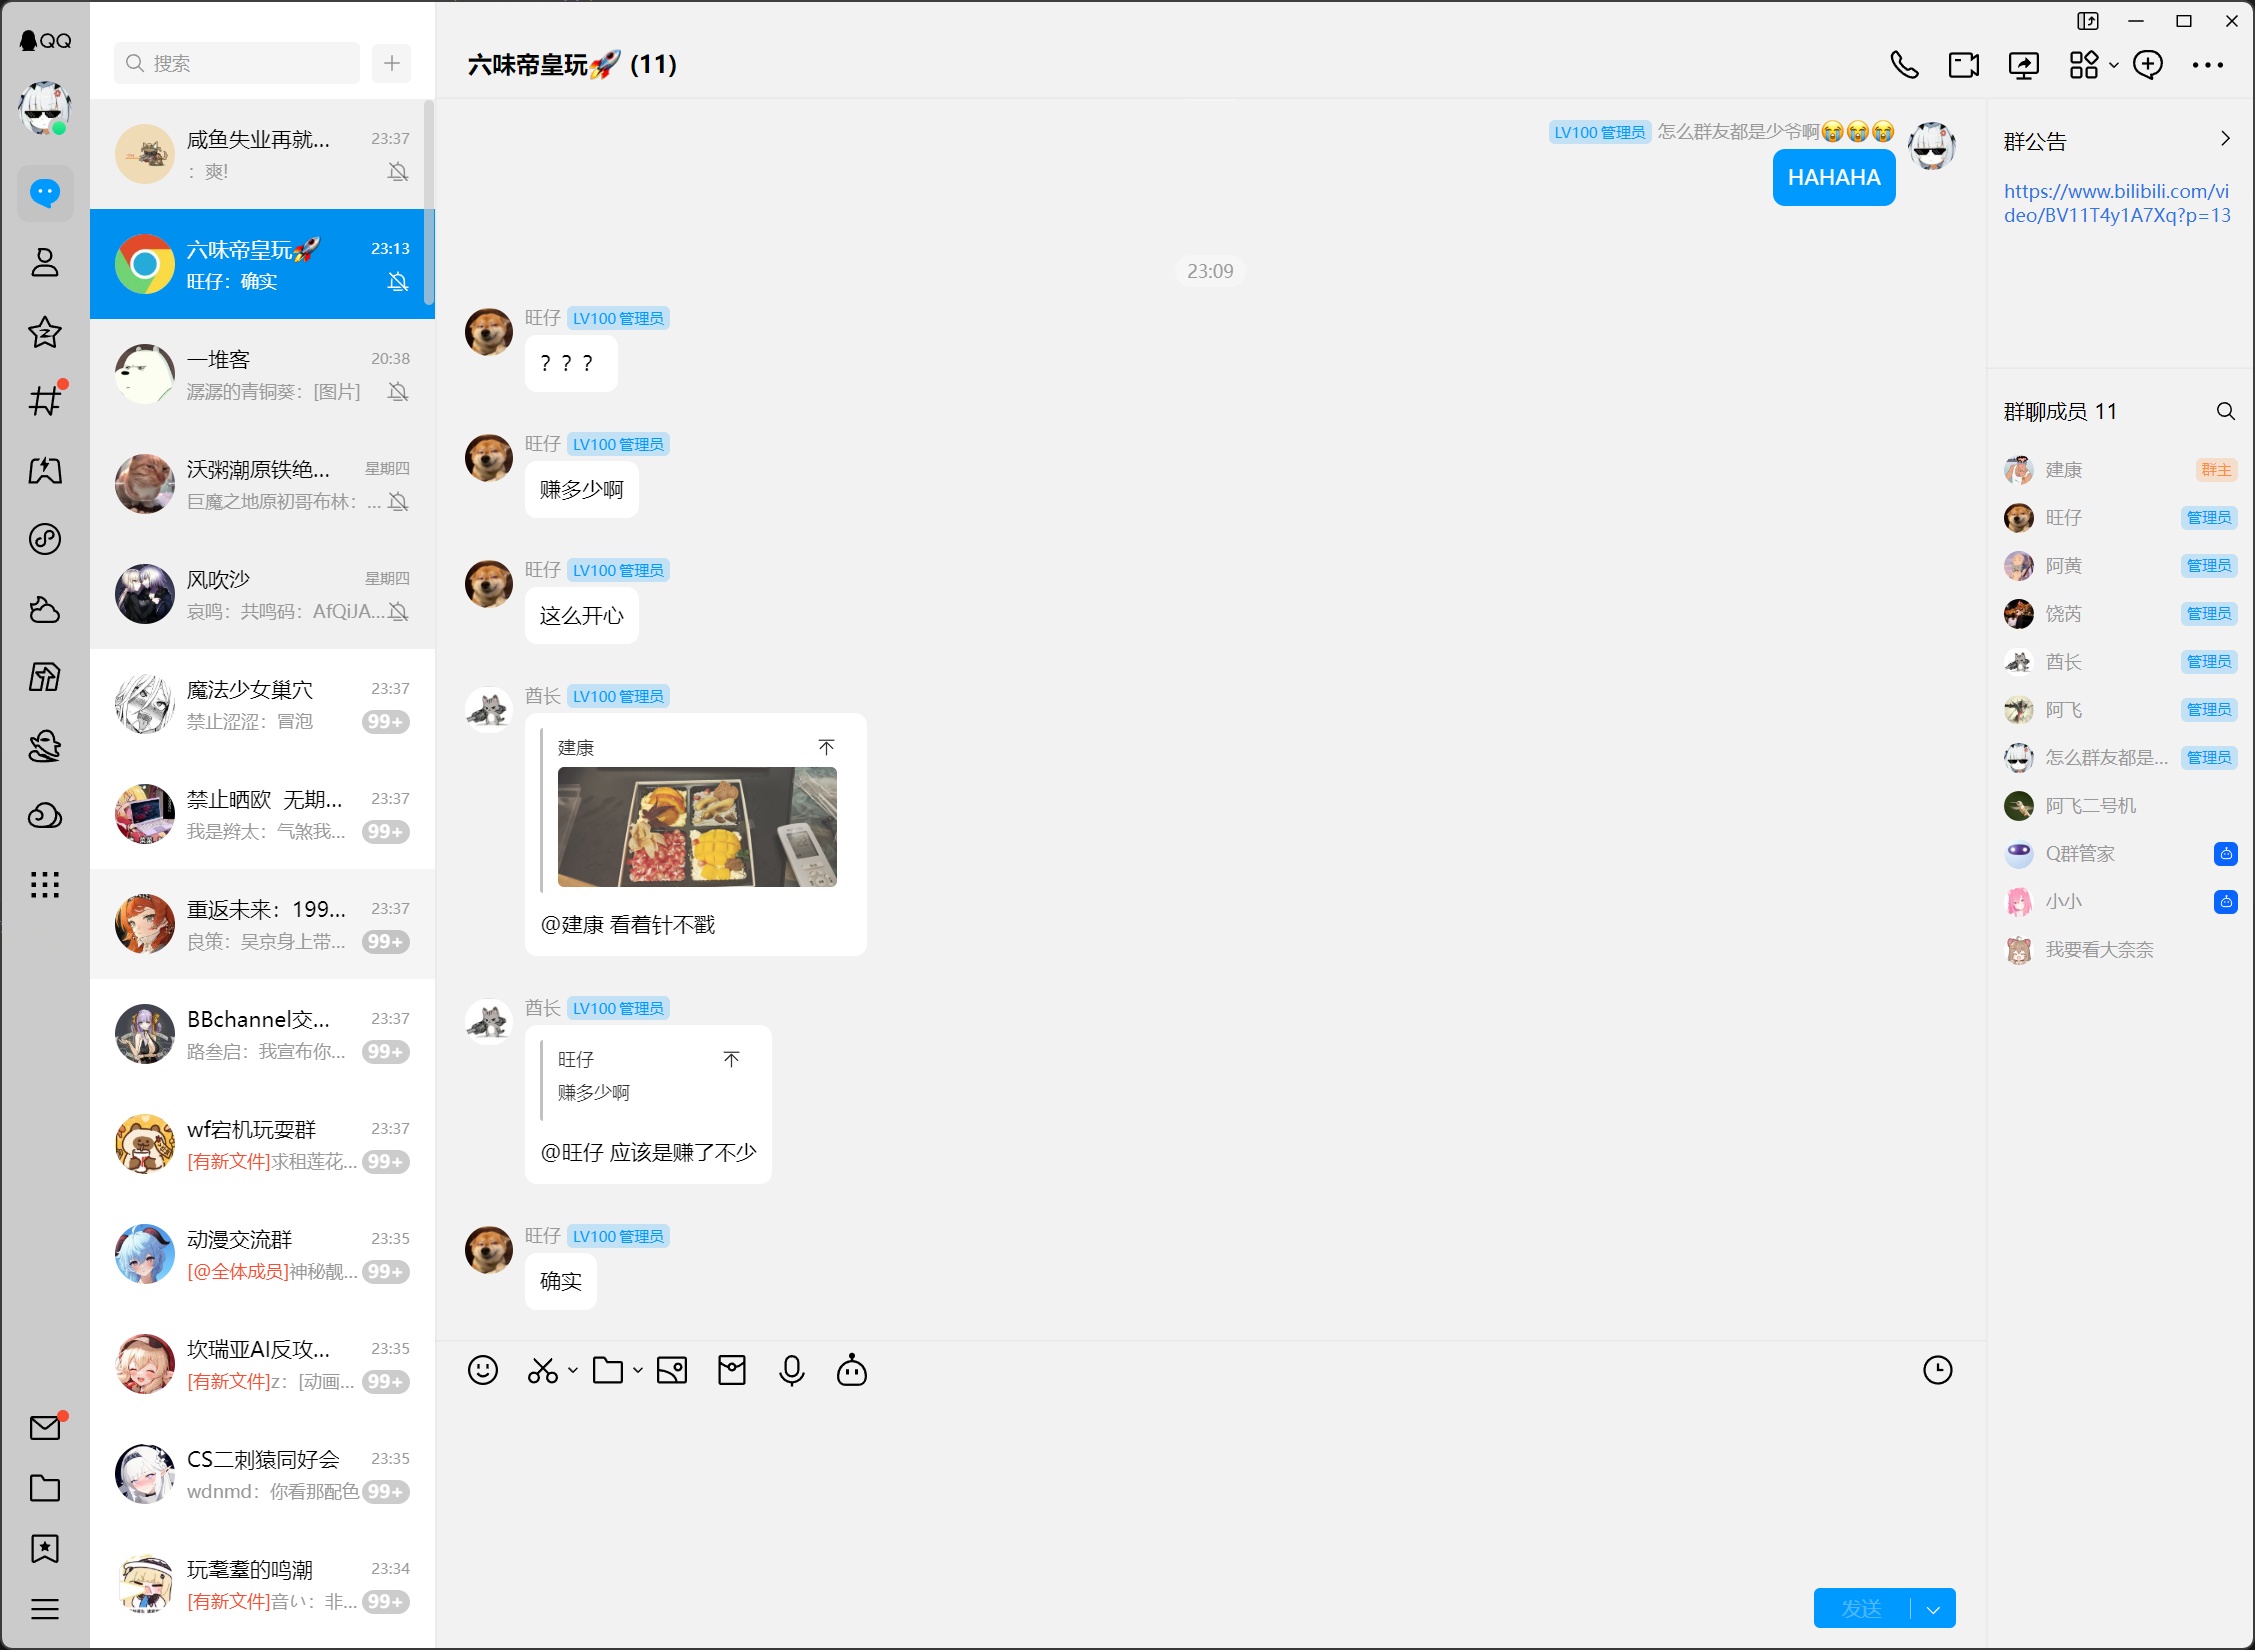 QQ
搜索
咸鱼失业再就... 23:37
：爽!
六味帝皇玩🚀 23:13
旺仔：确实
一堆客 20:38
潺潺的青铜葵：[图片]
沃粥潮原铁绝... 星期四
巨魔之地原初哥布林：...
风吹沙 星期四
哀鸣：共鸣码：AfQiJA...
魔法少女巢穴 23:37
禁止涩涩：冒泡 99+
禁止晒欧 无期... 23:37
我是辫太：气煞我... 99+
重返未来：199... 23:37
良策：吴京身上带... 99+
BBchannel交... 23:37
路叁启：我宣布你... 99+
wf宕机玩耍群 23:37
[有新文件]求租莲花... 99+
动漫交流群 23:35
[@全体成员]神秘靓... 99+
坎瑞亚AI反攻... 23:35
[有新文件]z：[动画... 99+
CS二刺猿同好会 23:35
wdnmd：你看那配色 99+
玩耄耋的鸣潮 23:34
[有新文件]音い：非... 99+
六味帝皇玩🚀 (11)
LV100 管理员 怎么群友都是少爷啊😭😭😭
HAHAHA
23:09
旺仔 LV100 管理员
？？？
旺仔 LV100 管理员
赚多少啊
旺仔 LV100 管理员
这么开心
酋长 LV100 管理员
建康
@建康 看着针不戳
酋长 LV100 管理员
旺仔
赚多少啊
@旺仔 应该是赚了不少
旺仔 LV100 管理员
确实
发送
群公告
https://www.bilibili.com/vi
deo/BV11T4y1A7Xq?p=13
群聊成员 11
建康 群主
旺仔 管理员
阿黄 管理员
饶芮 管理员
酋长 管理员
阿飞 管理员
怎么群友都是... 管理员
阿飞二号机
Q群管家
小小
我要看大奈奈